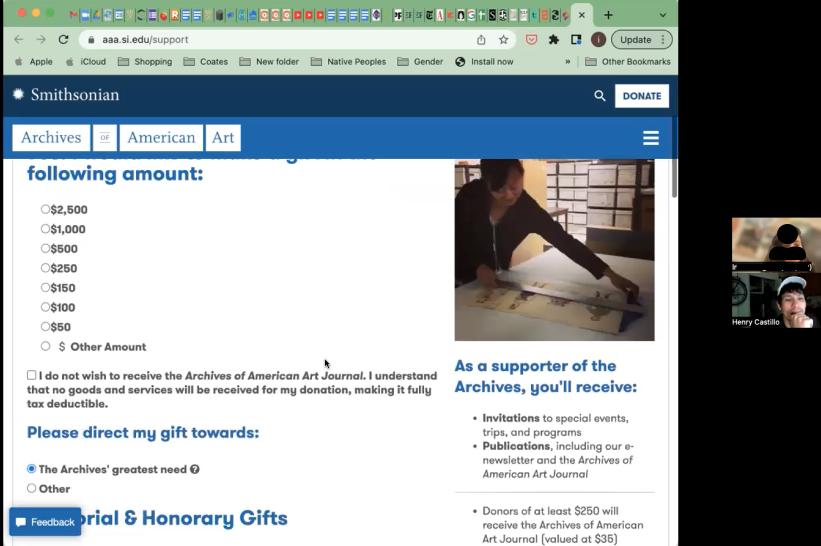 aaa.si.edu/support
Update
Apple
iCloud
Shopping
Coates
New folder
Native Peoples
Gender
Install now
»
Other Bookmarks
Smithsonian
DONATE
Archives OF American Art
following amount:
$2,500
$1,000
$500
$250
$150
$100
$50
$ Other Amount
I do not wish to receive the Archives of American Art Journal. I understand
that no goods and services will be received for my donation, making it fully
tax deductible.
Please direct my gift towards:
The Archives' greatest need
Other
Feedback
orial & Honorary Gifts
As a supporter of the
Archives, you'll receive:
• Invitations to special events,
trips, and programs
• Publications, including our e-
newsletter and the Archives of
American Art Journal
• Donors of at least $250 will
receive the Archives of American
Art Journal (valued at $35)
Henry Castillo